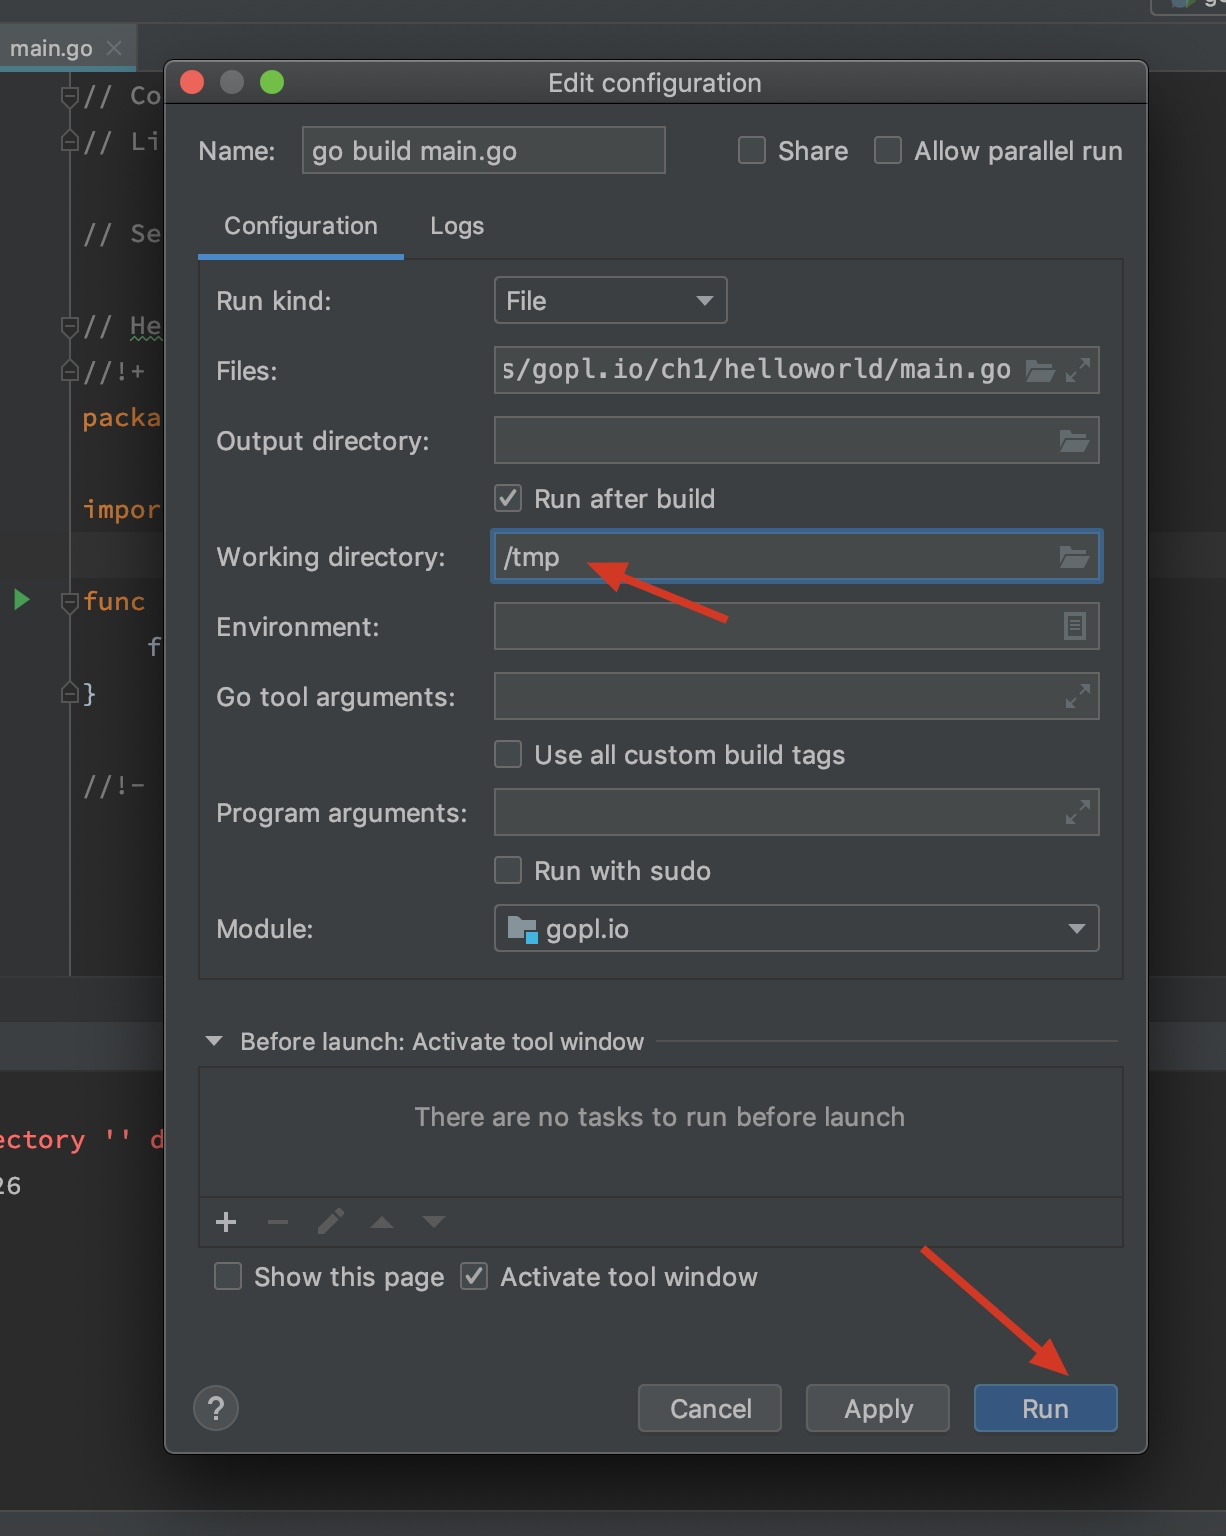 main.go
Edit configuration
// Co
// Li
// Se
// He
//!+
packa
impor
func
f
}
//!-
Name: go build main.go Share Allow parallel run
Configuration Logs
Run kind: File
Files: s/gopl.io/ch1/helloworld/main.go
Output directory:
Run after build
Working directory: /tmp
Environment:
Go tool arguments:
Use all custom build tags
Program arguments:
Run with sudo
Module: gopl.io
Before launch: Activate tool window
There are no tasks to run before launch
ectory '' d
26
Show this page Activate tool window
? Cancel Apply Run